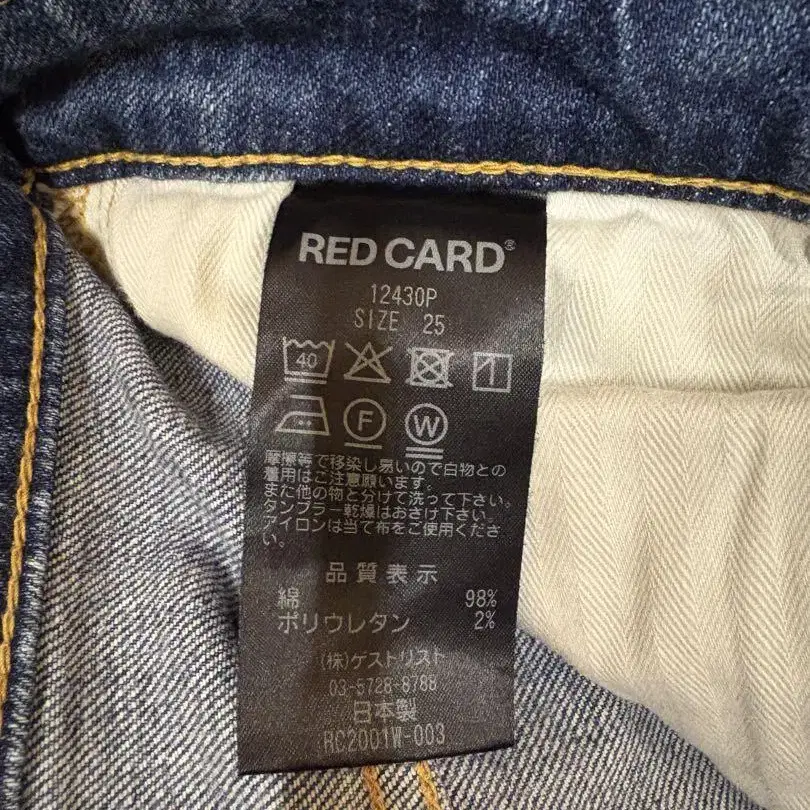 RED CARD®
12430P
SIZE 25
40
F W
摩擦等で移染し易いので白物との
着用はご注意願います。
また他の物と分けて洗って下さい。
タンブラー乾燥はお避け下さい。
アイロンは当て布をご使用くださ
い。
品質表示
綿 98%
ポリウレタン 2%
(株)ゲストリスト
03-5728-8788
日本製
RC2001W-003